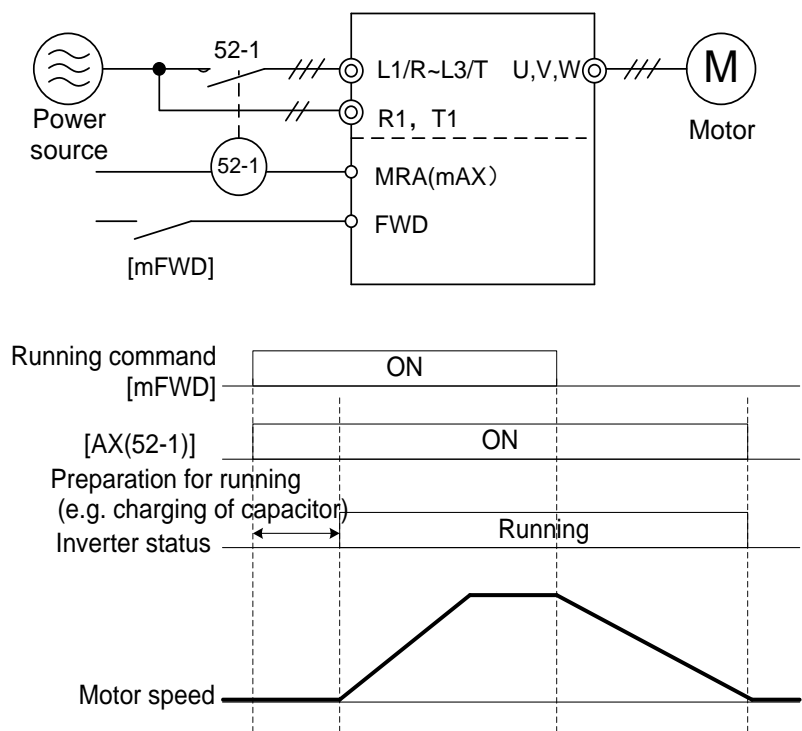 52-1
L1/R~L3/T U,V,W
M
Power
source
R1, T1
Motor
52-1
MRA(mAX)
FWD
[mFWD]
Running command
[mFWD]
ON
[AX(52-1)]
ON
Preparation for running
(e.g. charging of capacitor)
Inverter status
Running
Motor speed